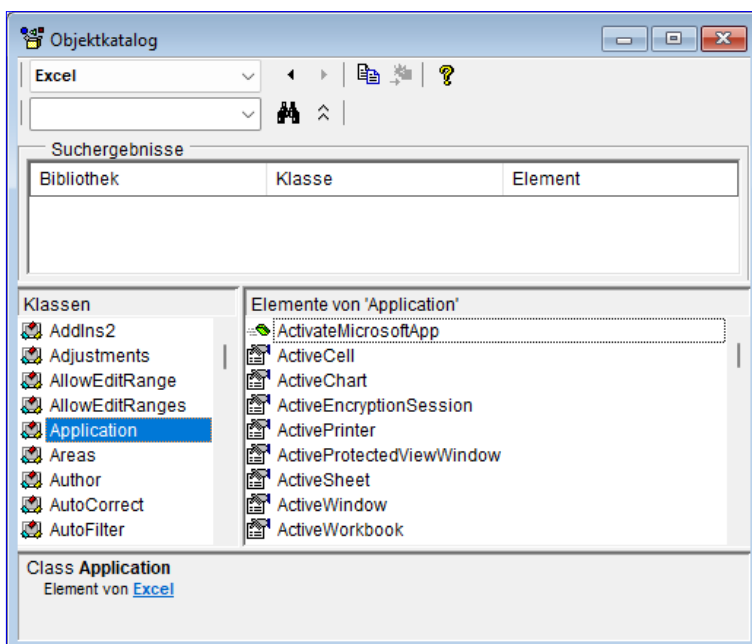 Objektkatalog
Excel
Suchergebnisse
Bibliothek Klasse Element
Klassen
AddIns2
Adjustments
AllowEditRange
AllowEditRanges
Application
Areas
Author
AutoCorrect
AutoFilter
Elemente von 'Application'
ActivateMicrosoftApp
ActiveCell
ActiveChart
ActiveEncryptionSession
ActivePrinter
ActiveProtectedViewWindow
ActiveSheet
ActiveWindow
ActiveWorkbook
Class Application
Element von Excel